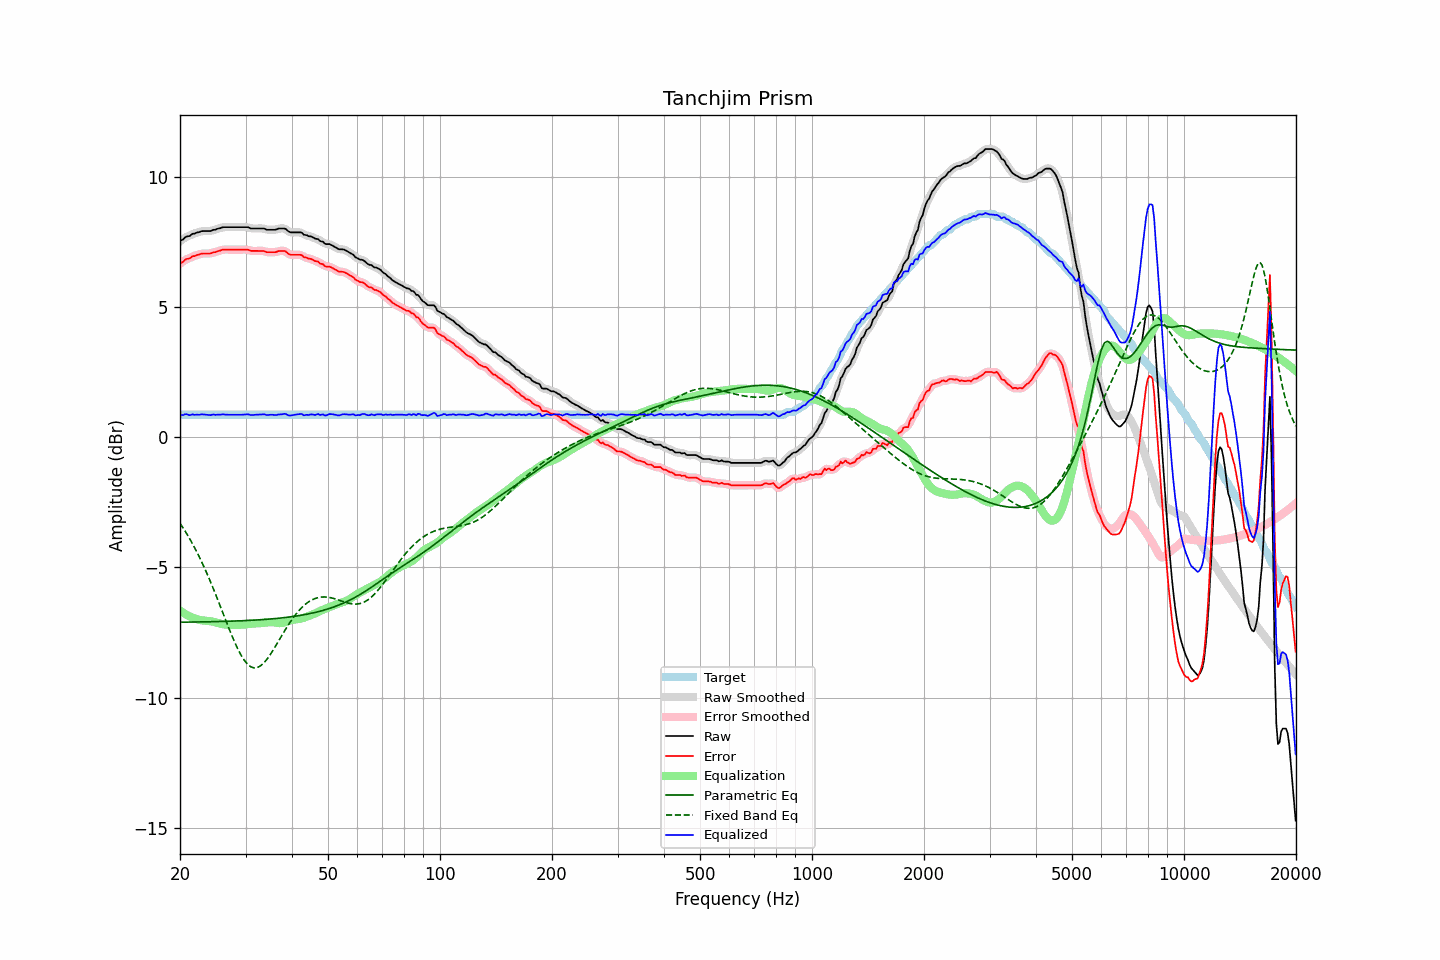 Tanchjim Prism
Amplitude (dBr)
10
5
0
−5
−10
−15
Target
Raw Smoothed
Error Smoothed
Raw
Error
Equalization
Parametric Eq
Fixed Band Eq
Equalized
20 50 100 200 500 1000 2000 5000 10000 20000
Frequency (Hz)